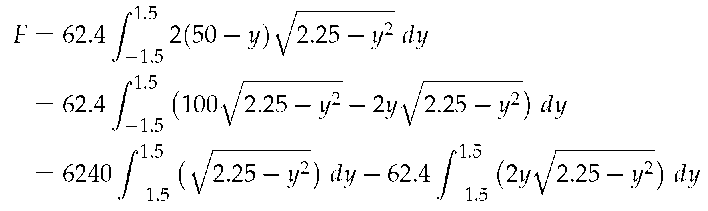 F = 62.4 ∫_{-1.5}^{1.5} 2(50 − y) √(2.25 − y²) dy
= 62.4 ∫_{-1.5}^{1.5} (100 √(2.25 − y²) − 2y √(2.25 − y²)) dy
= 6240 ∫_{1.5}^{1.5} (√(2.25 − y²)) dy − 62.4 ∫_{1.5}^{1.5} (2y √(2.25 − y²)) dy